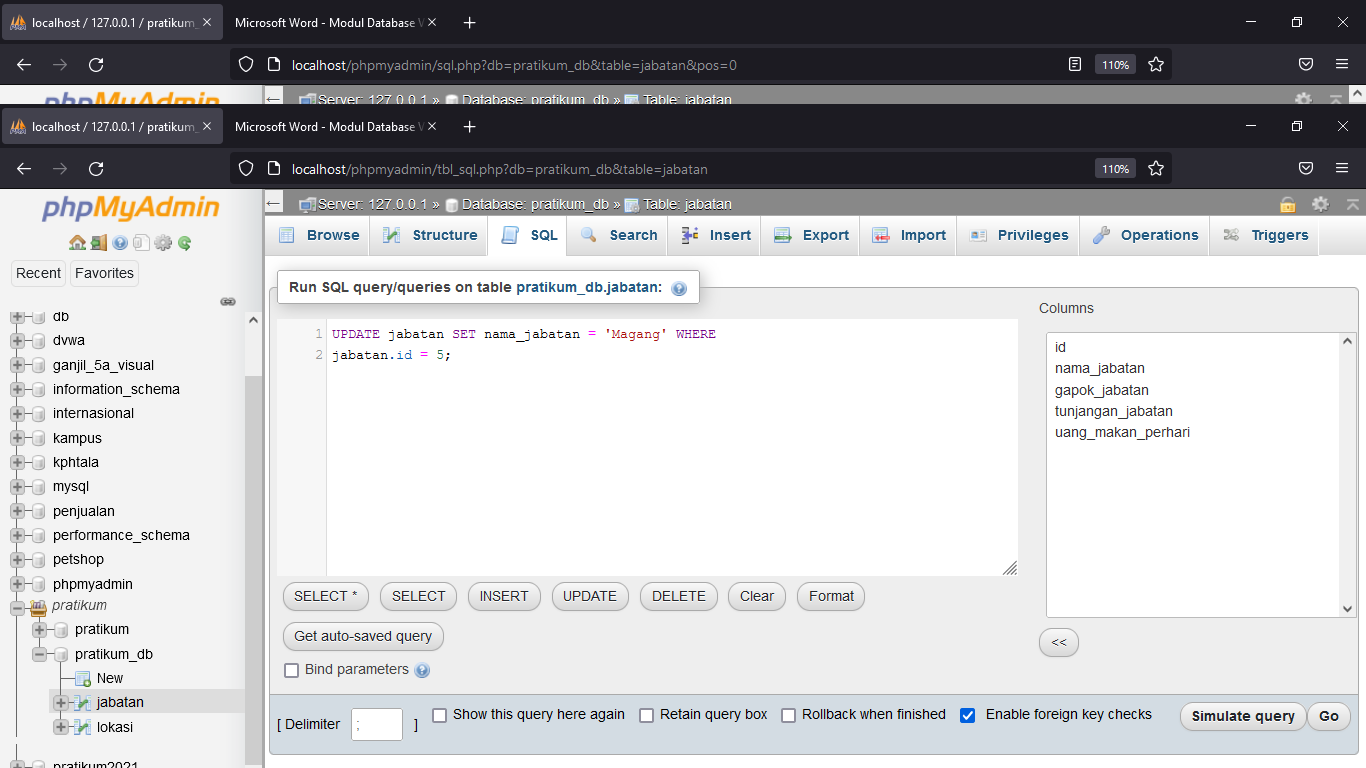 localhost / 127.0.0.1 / pratikum_
Microsoft Word - Modul Database V
localhost/phpmyadmin/sql.php?db=pratikum_db&table=jabatan&pos=0
110%
phpMyAdmin
Server: 127.0.0.1 » Database: pratikum_db » Table: jabatan
localhost / 127.0.0.1 / pratikum_
Microsoft Word - Modul Database V
localhost/phpmyadmin/tbl_sql.php?db=pratikum_db&table=jabatan
110%
phpMyAdmin
Server: 127.0.0.1 » Database: pratikum_db » Table: jabatan
Browse
Structure
SQL
Search
Insert
Export
Import
Privileges
Operations
Triggers
Recent
Favorites
db
dvwa
ganjil_5a_visual
information_schema
internasional
kampus
kphtala
mysql
penjualan
performance_schema
petshop
phpmyadmin
pratikum
pratikum
pratikum_db
New
jabatan
lokasi
pratikum2021
Run SQL query/queries on table pratikum_db.jabatan:
1 UPDATE jabatan SET nama_jabatan = 'Magang' WHERE
2 jabatan.id = 5;
Columns
id
nama_jabatan
gapok_jabatan
tunjangan_jabatan
uang_makan_perhari
<<
SELECT *
SELECT
INSERT
UPDATE
DELETE
Clear
Format
Get auto-saved query
Bind parameters
[ Delimiter ; ]
Show this query here again
Retain query box
Rollback when finished
Enable foreign key checks
Simulate query
Go